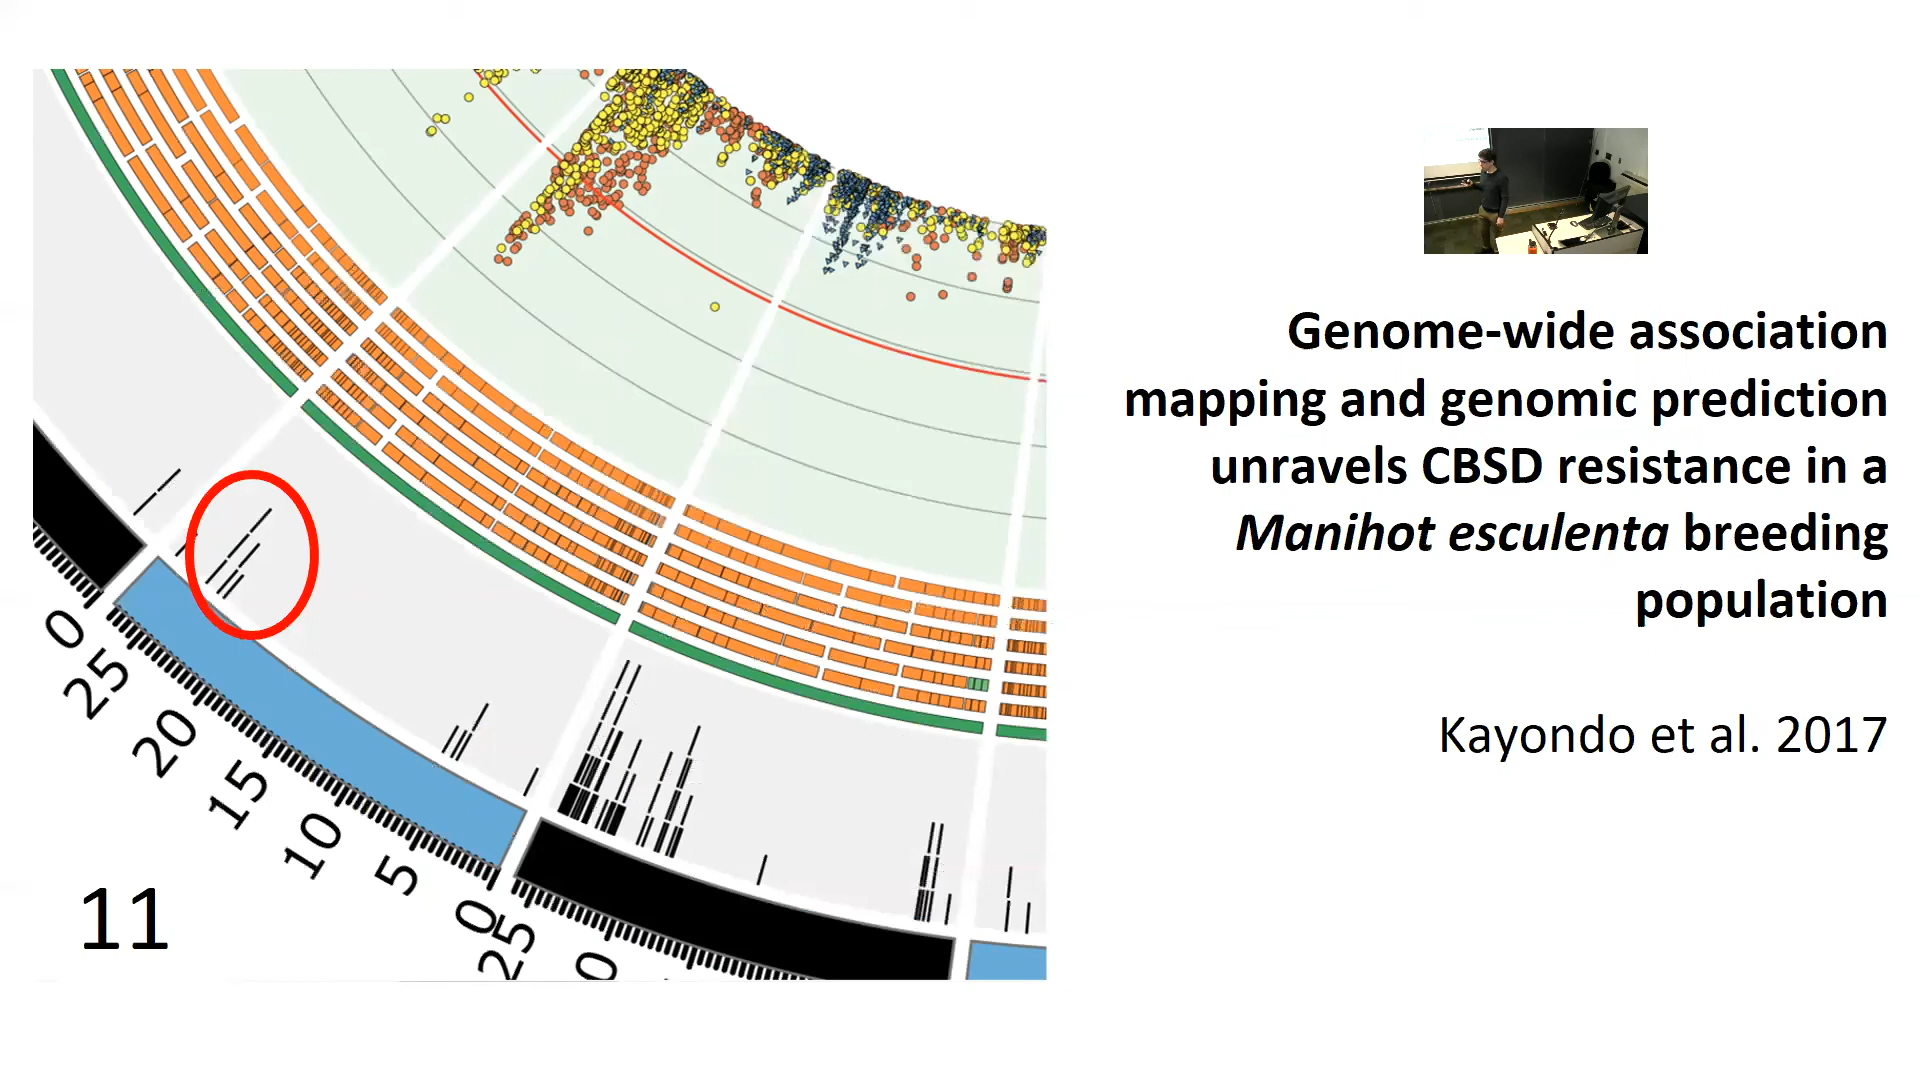 Genome-wide association
mapping and genomic prediction
unravels CBSD resistance in a
Manihot esculenta breeding
population
Kayondo et al. 2017
0
25
20
15
10
5
0
25
0
11